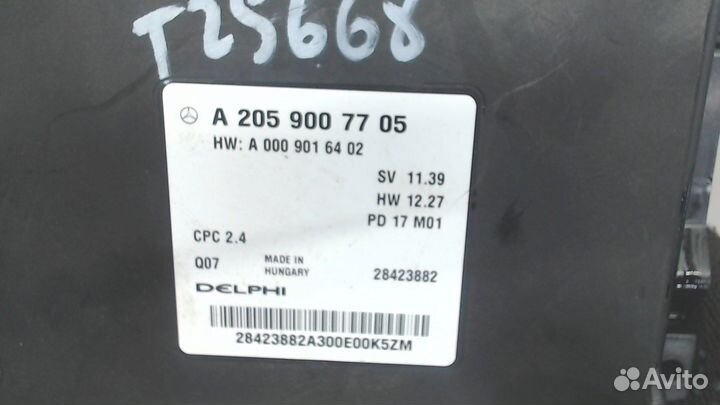 T25668
A 205 900 77 05
HW: A 000 901 64 02
SV 11.39
HW 12.27
PD 17 M01
CPC 2.4
Q07 MADE IN HUNGARY 28423882
DELPHI
28423882A300E00K5ZM
Avito